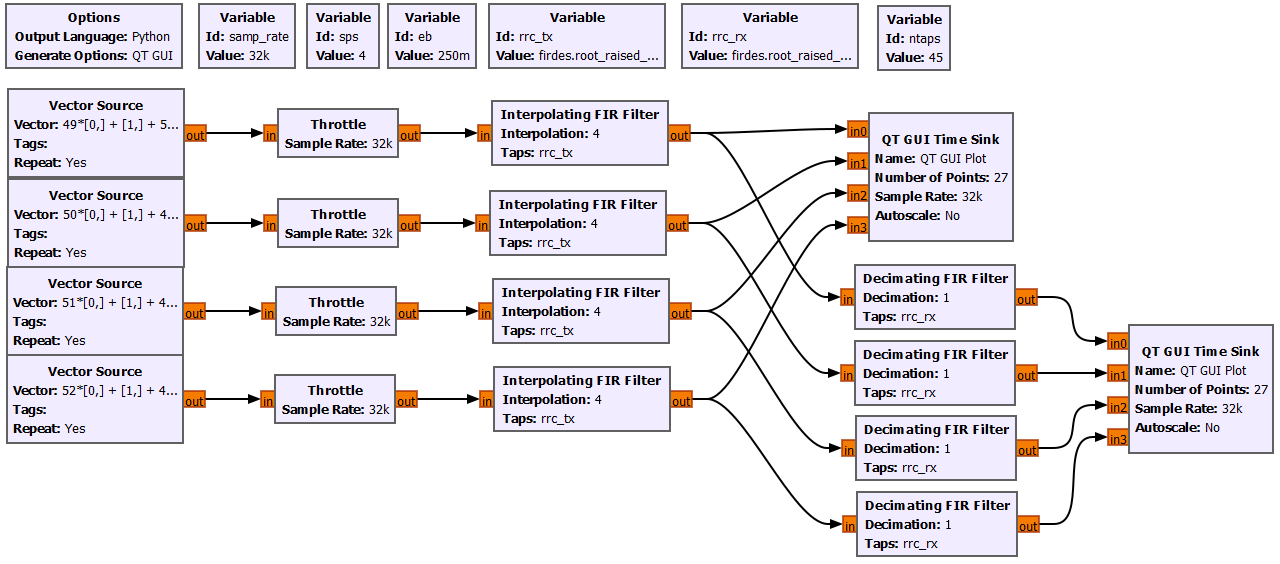 Options
Output Language: Python
Generate Options: QT GUI
Variable
Id: samp_rate
Value: 32k
Variable
Id: sps
Value: 4
Variable
Id: eb
Value: 250m
Variable
Id: rrc_tx
Value: firdes.root_raised_...
Variable
Id: rrc_rx
Value: firdes.root_raised_...
Variable
Id: ntaps
Value: 45
Vector Source
Vector: 49*[0,] + [1,] + 5...
Tags:
Repeat: Yes
out
in
Throttle
Sample Rate: 32k
out
in
Interpolating FIR Filter
Interpolation: 4
Taps: rrc_tx
out
Vector Source
Vector: 50*[0,] + [1,] + 4...
Tags:
Repeat: Yes
out
in
Throttle
Sample Rate: 32k
out
in
Interpolating FIR Filter
Interpolation: 4
Taps: rrc_tx
out
Vector Source
Vector: 51*[0,] + [1,] + 4...
Tags:
Repeat: Yes
out
in
Throttle
Sample Rate: 32k
out
in
Interpolating FIR Filter
Interpolation: 4
Taps: rrc_tx
out
Vector Source
Vector: 52*[0,] + [1,] + 4...
Tags:
Repeat: Yes
out
in
Throttle
Sample Rate: 32k
out
in
Interpolating FIR Filter
Interpolation: 4
Taps: rrc_tx
out
in0
in1
in2
in3
QT GUI Time Sink
Name: QT GUI Plot
Number of Points: 27
Sample Rate: 32k
Autoscale: No
in
Decimating FIR Filter
Decimation: 1
Taps: rrc_rx
out
in
Decimating FIR Filter
Decimation: 1
Taps: rrc_rx
out
in
Decimating FIR Filter
Decimation: 1
Taps: rrc_rx
out
in
Decimating FIR Filter
Decimation: 1
Taps: rrc_rx
out
in0
in1
in2
in3
QT GUI Time Sink
Name: QT GUI Plot
Number of Points: 27
Sample Rate: 32k
Autoscale: No